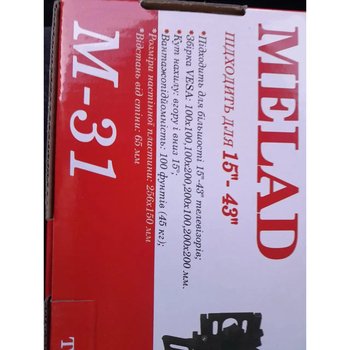 MELAD
ПІДХОДИТЬ ДЛЯ 15"- 43"
•Підходить для більшості 15"-43" телевізорів;
•Збірка VESA: 100x100,100x200,200x100,200x200 мм.
•Кут нахилу: вгору і вниз 15°;
•Вантажопідйомність: 100 фунтів (45 кг);
•Розміри настінної пластини: 256x150 мм
•Відстань від стіни: 65 мм
M-31